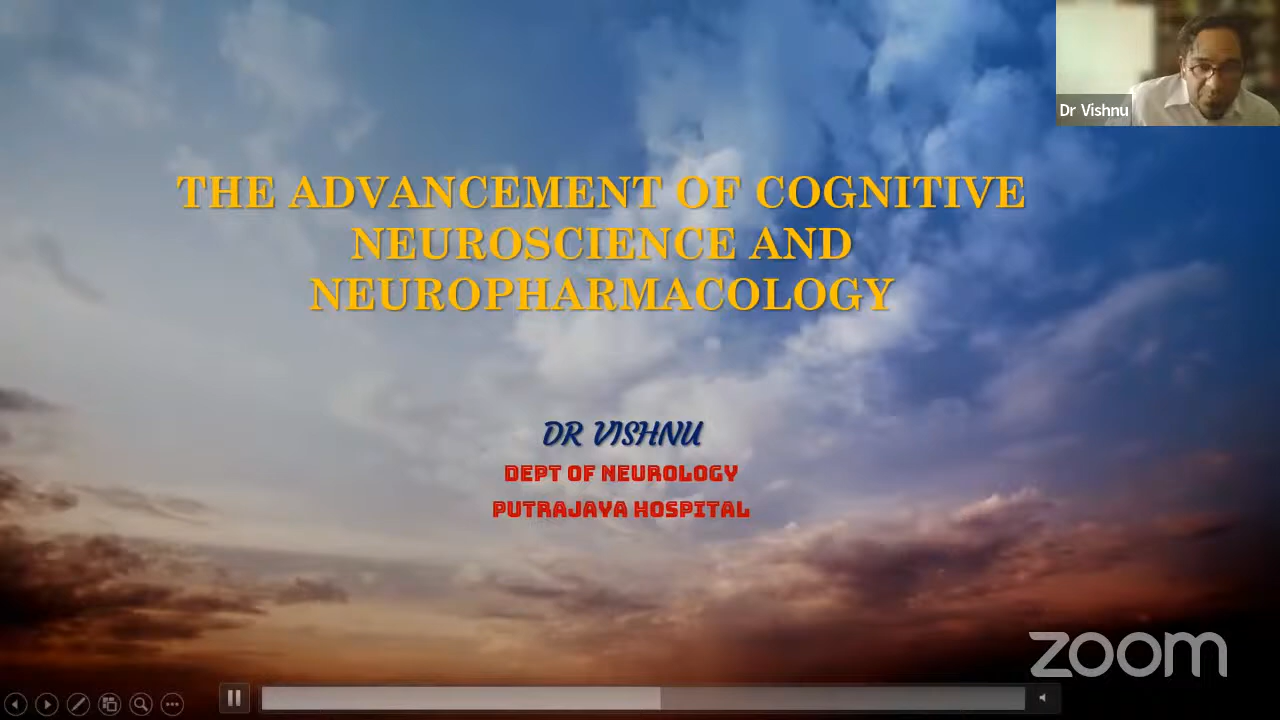 Dr Vishnu
THE ADVANCEMENT OF COGNITIVE
NEUROSCIENCE AND
NEUROPHARMACOLOGY
DR VISHNU
DEPT OF NEUROLOGY
PUTRAJAYA HOSPITAL
zoom